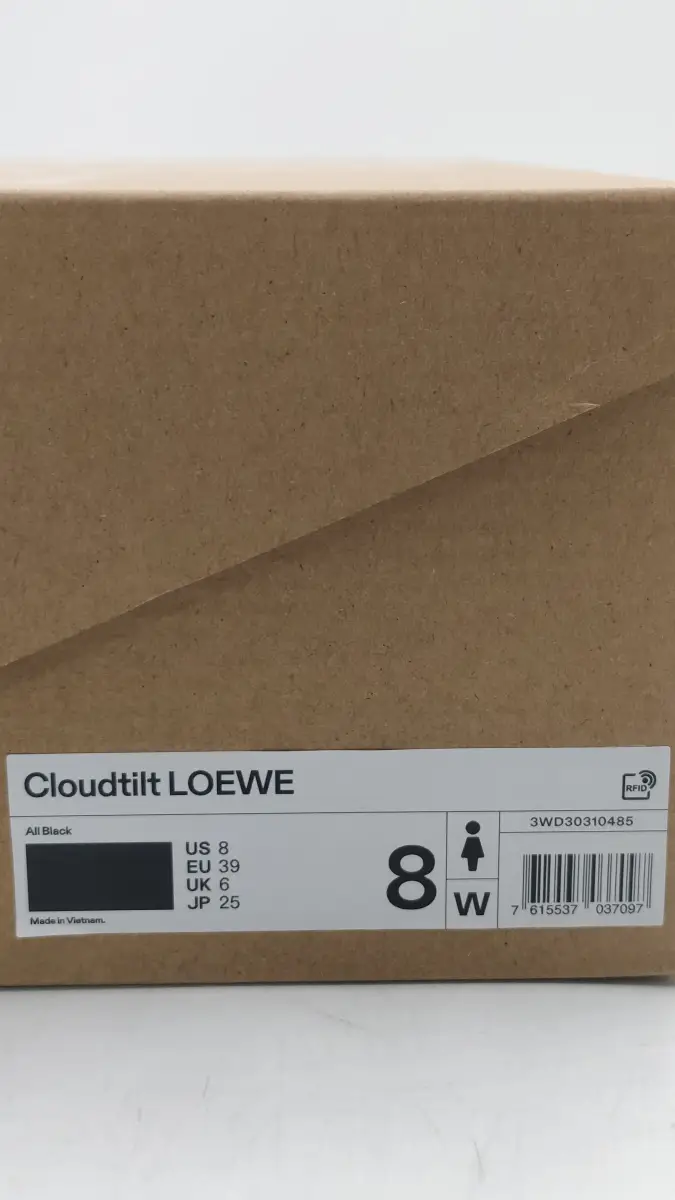 Cloudtilt LOEWE
RFID
All Black
US 8
EU 39
UK 6
JP 25
Made in Vietnam.
8
W
3WD30310485
7 615537 037097